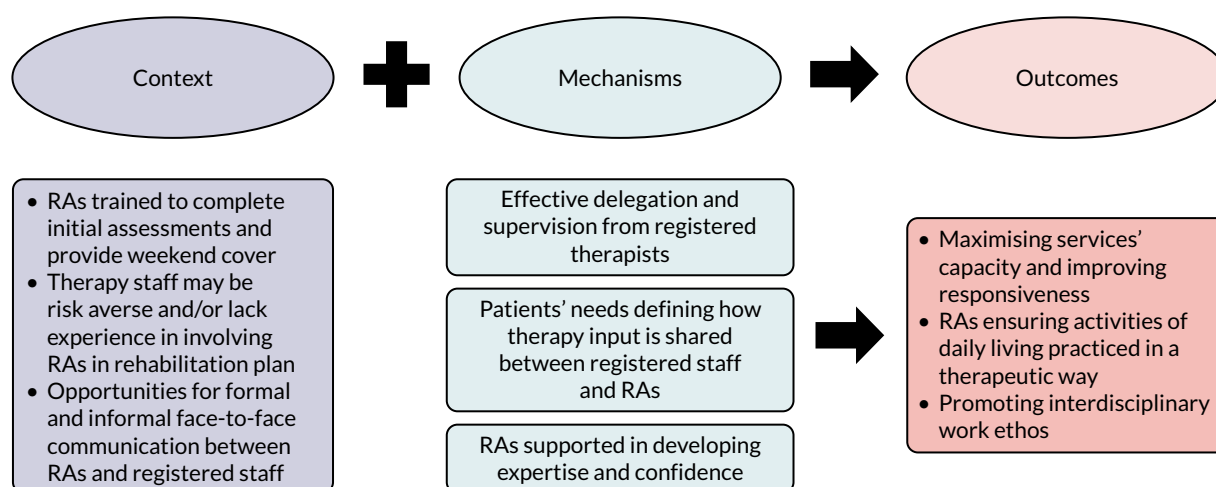 Context
Mechanisms
Outcomes
• RAs trained to complete
initial assessments and
provide weekend cover
• Therapy staff may be
risk averse and/or lack
experience in involving
RAs in rehabilitation plan
• Opportunities for formal
and informal face-to-face
communication between
RAs and registered staff
Effective delegation and
supervision from registered
therapists
Patients’ needs defining how
therapy input is shared
between registered staff
and RAs
RAs supported in developing
expertise and confidence
• Maximising services’
capacity and improving
responsiveness
• RAs ensuring activities of
daily living practiced in a
therapeutic way
• Promoting interdisciplinary
work ethos